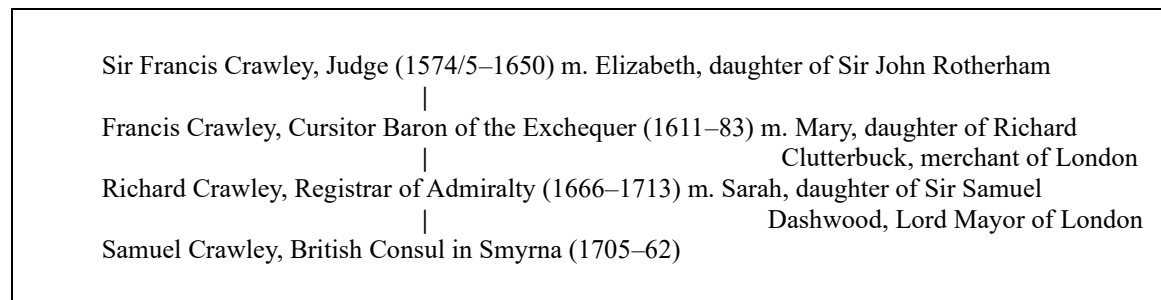 Sir Francis Crawley, Judge (1574/5–1650) m. Elizabeth, daughter of Sir John Rotherham
Francis Crawley, Cursitor Baron of the Exchequer (1611–83) m. Mary, daughter of Richard
Clutterbuck, merchant of London
Richard Crawley, Registrar of Admiralty (1666–1713) m. Sarah, daughter of Sir Samuel
Dashwood, Lord Mayor of London
Samuel Crawley, British Consul in Smyrna (1705–62)